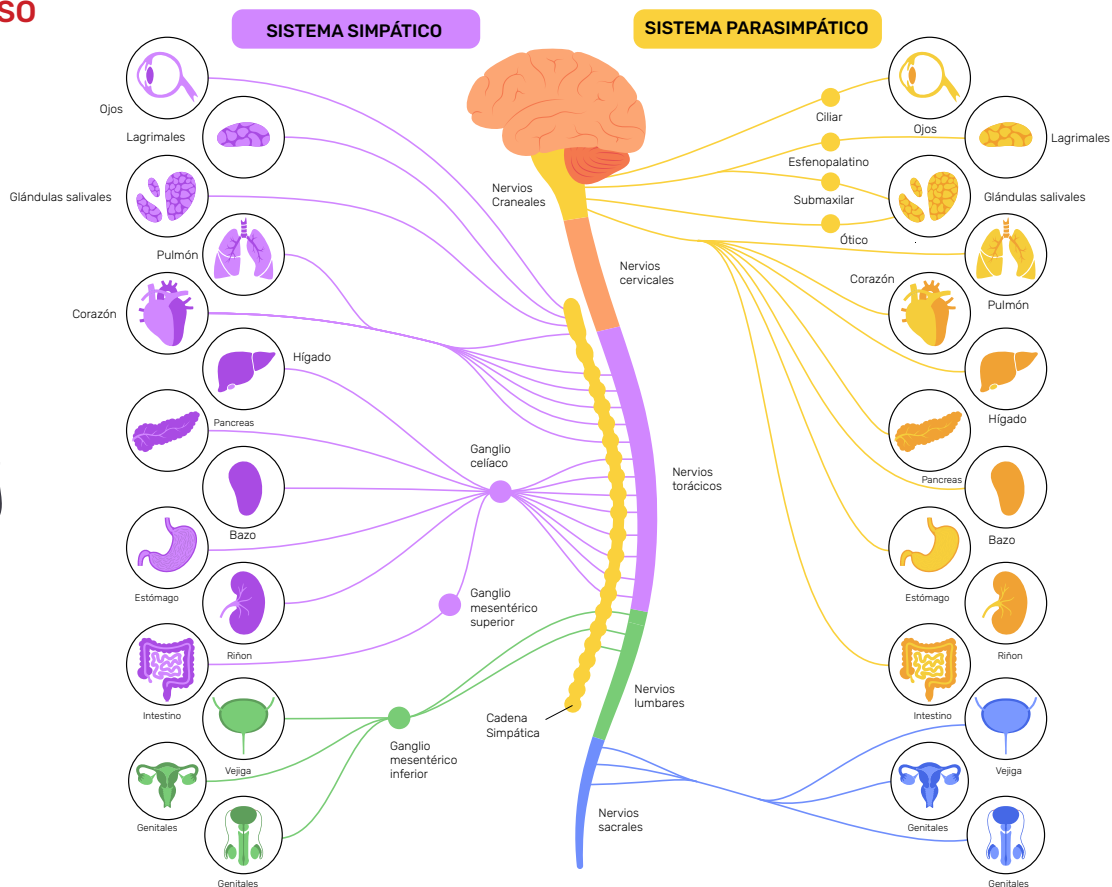 SO
SISTEMA SIMPÁTICO
SISTEMA PARASIMPÁTICO
Ojos
Lagrimales
Glándulas salivales
Pulmón
Corazón
Hígado
Pancreas
Bazo
Estómago
Riñon
Intestino
Vejiga
Genitales
Genitales
Ganglio
celíaco
Ganglio
mesentérico
superior
Ganglio
mesentérico
inferior
Cadena
Simpática
Nervios
Craneales
Nervios
cervicales
Nervios
torácicos
Nervios
lumbares
Nervios
sacrales
Ciliar
Esfenopalatino
Submaxilar
Ótico
Ojos
Lagrimales
Glándulas salivales
Pulmón
Corazón
Hígado
Pancreas
Bazo
Estómago
Riñon
Intestino
Vejiga
Genitales
Genitales